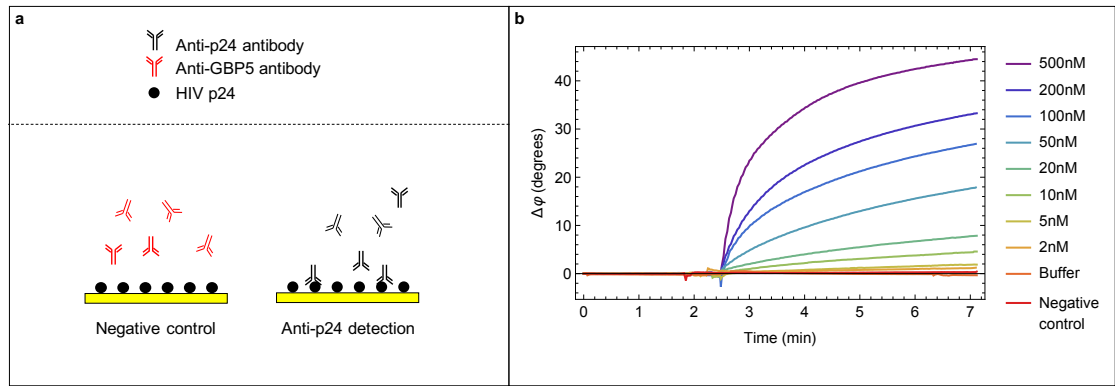 a
Anti-p24 antibody
Anti-GBP5 antibody
HIV p24
Negative control
Anti-p24 detection
b
Δφ (degrees)
40
30
20
10
0
0 1 2 3 4 5 6 7
Time (min)
500nM
200nM
100nM
50nM
20nM
10nM
5nM
2nM
Buffer
Negative
control